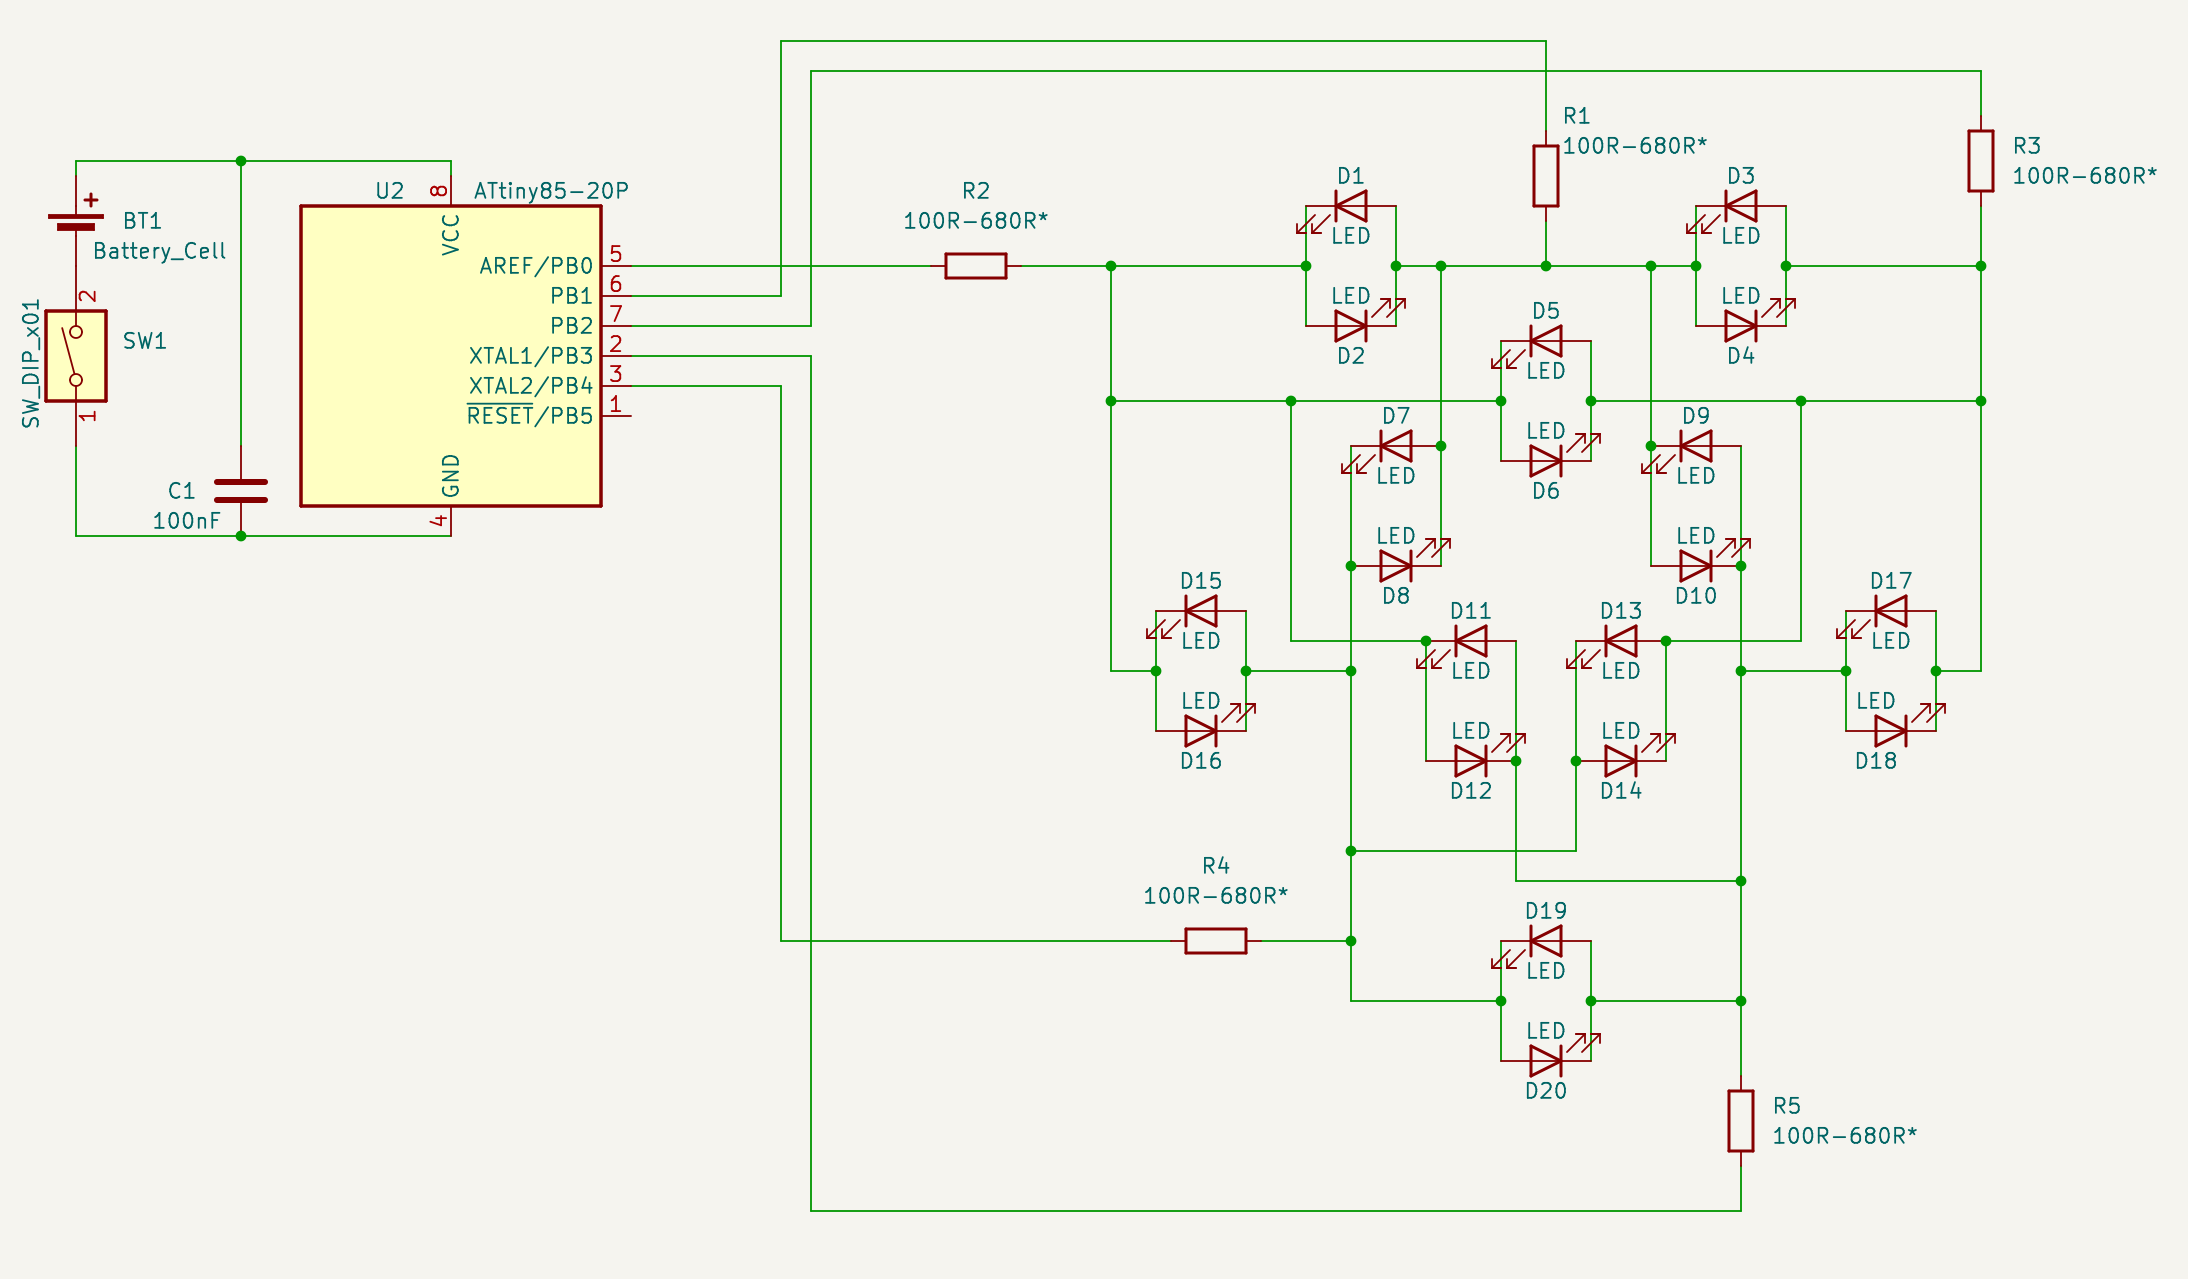 R1
100R-680R*
R3
100R-680R*
U2
8
ATtiny85-20P
R2
100R-680R*
D1
LED
D3
LED
BT1
Battery_Cell
VCC
AREF/PB0
5
PB1
6
PB2
7
XTAL1/PB3
2
XTAL2/PB4
3
RESET/PB5
1
GND
4
SW_DIP_x01
2
SW1
1
C1
100nF
LED
D2
D5
LED
LED
D4
D7
LED
LED
D6
D9
LED
LED
D8
LED
D10
D15
LED
D11
LED
D13
LED
D17
LED
LED
D16
LED
D12
LED
D14
LED
D18
R4
100R-680R*
D19
LED
LED
D20
R5
100R-680R*